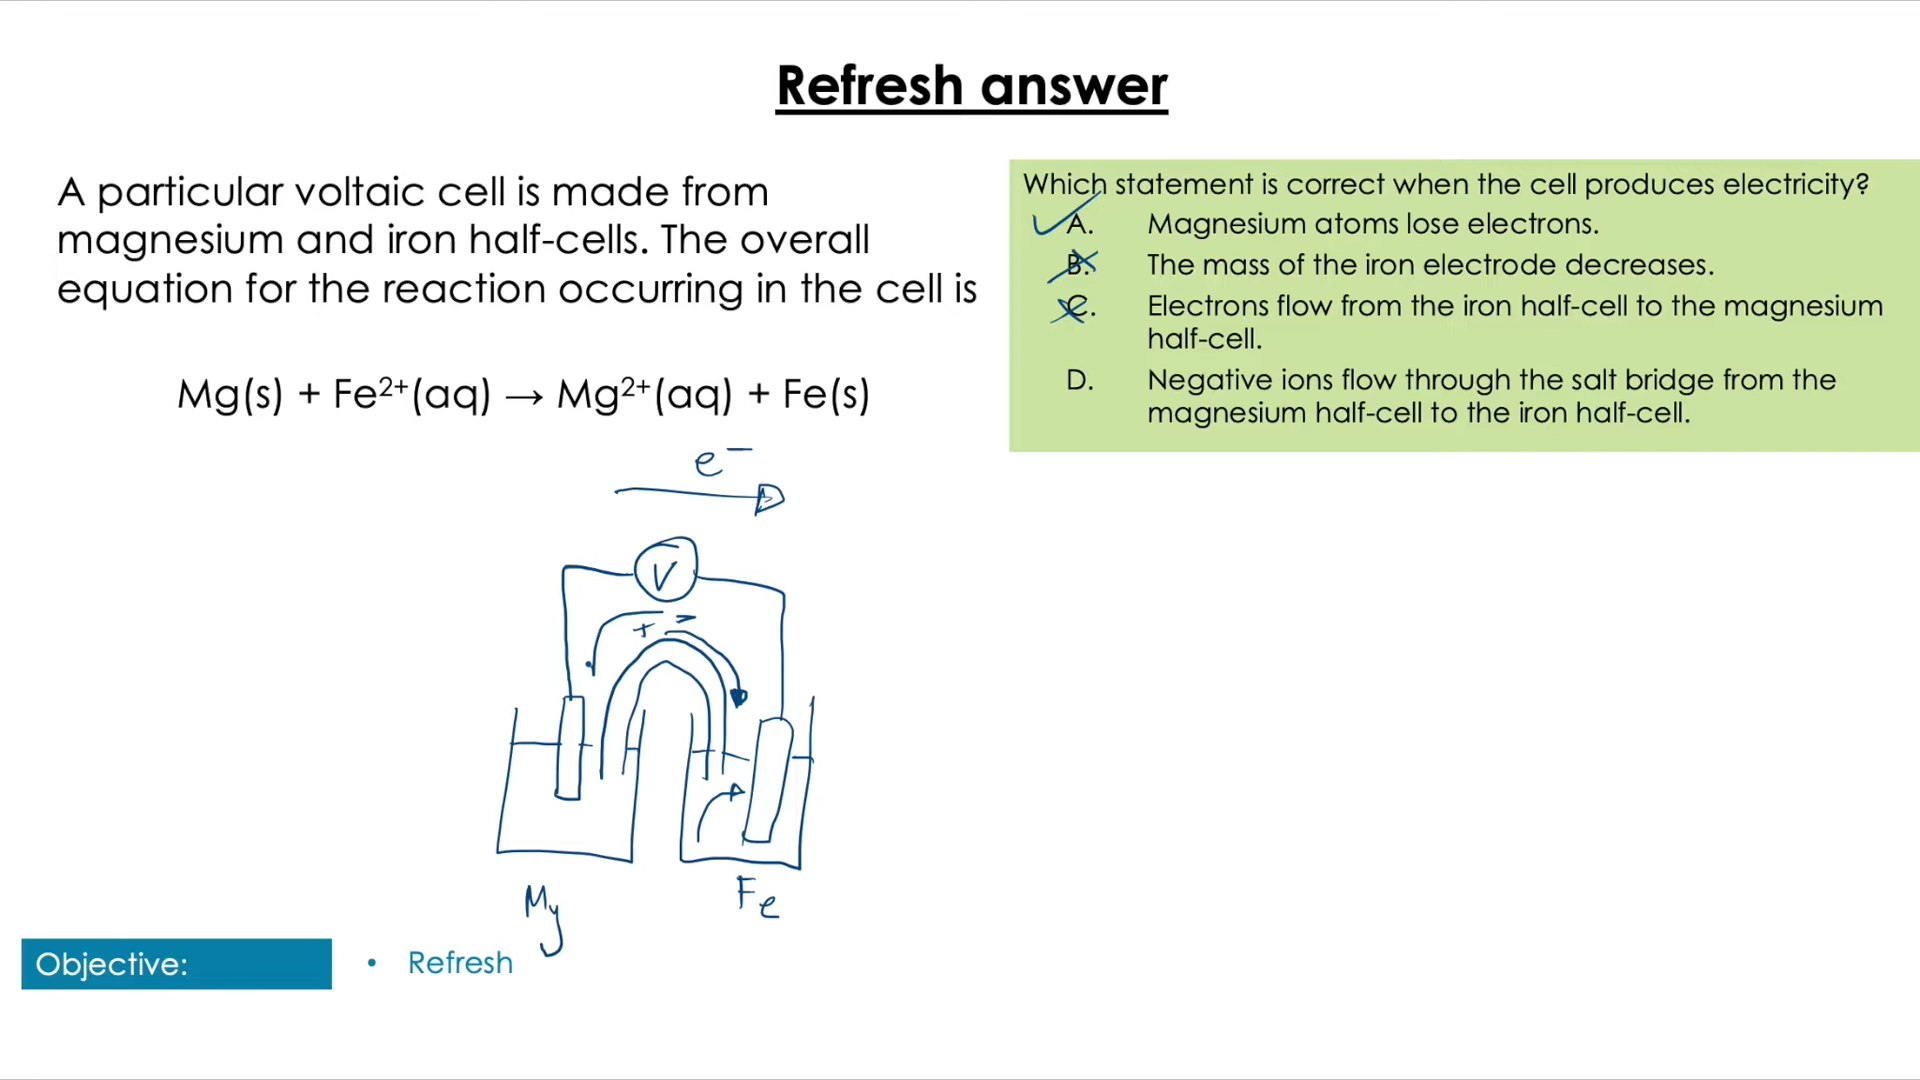 Refresh answer
A particular voltaic cell is made from
magnesium and iron half-cells. The overall
equation for the reaction occurring in the cell is
Mg(s) + Fe²⁺(aq) → Mg²⁺(aq) + Fe(s)
Which statement is correct when the cell produces electricity?
A. Magnesium atoms lose electrons.
B. The mass of the iron electrode decreases.
C. Electrons flow from the iron half-cell to the magnesium
half-cell.
D. Negative ions flow through the salt bridge from the
magnesium half-cell to the iron half-cell.
e⁻
V
+ -
Mg
Fe
Objective:
• Refresh